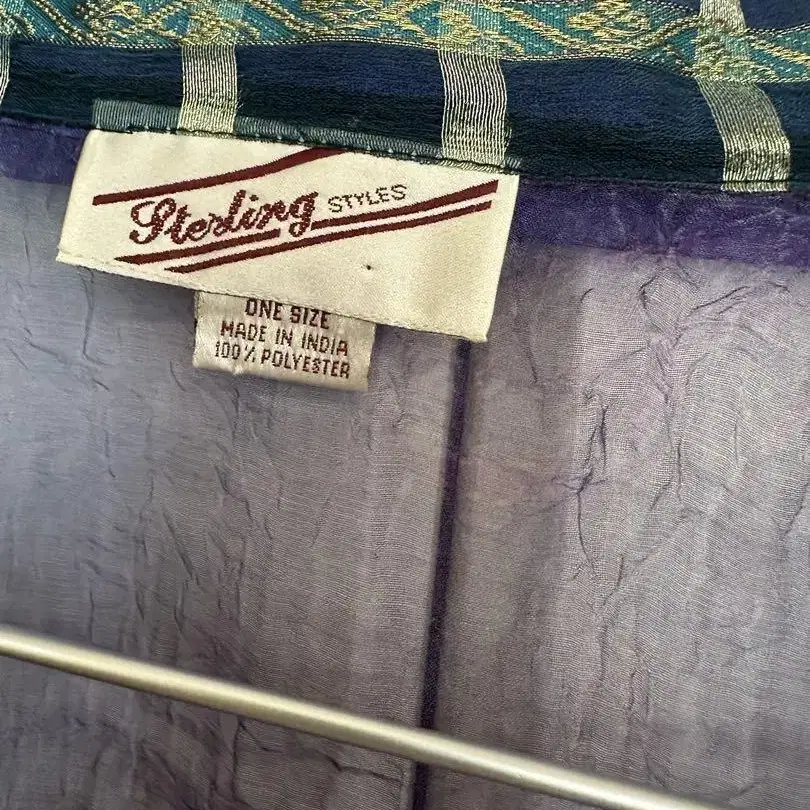 Sterling STYLES
ONE SIZE
MADE IN INDIA
100% POLYESTER